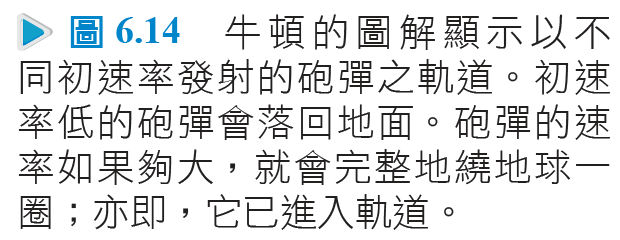 圖 6.14 牛頓的圖解顯示以不
同初速率發射的砲彈之軌道。初速
率低的砲彈會落回地面。砲彈的速
率如果夠大，就會完整地繞地球一
圈；亦即，它已進入軌道。